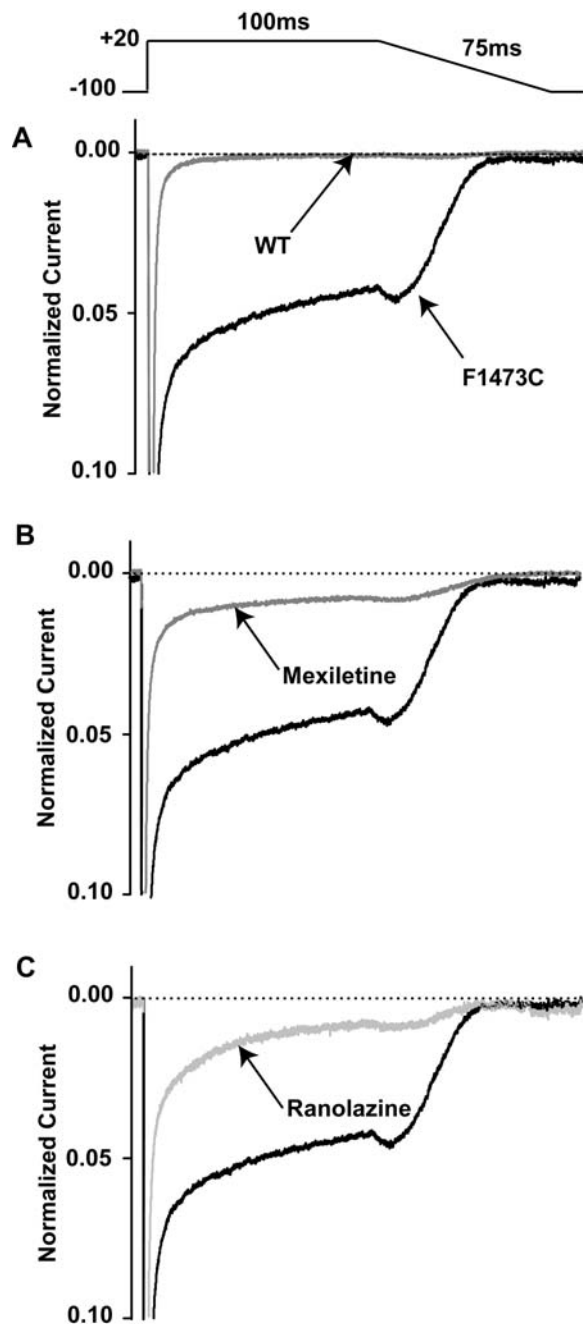 100ms
+20
75ms
-100
A
0.00
WT
0.05
F1473C
0.10
Normalized Current
B
0.00
Mexiletine
0.05
0.10
Normalized Current
C
0.00
Ranolazine
0.05
0.10
Normalized Current